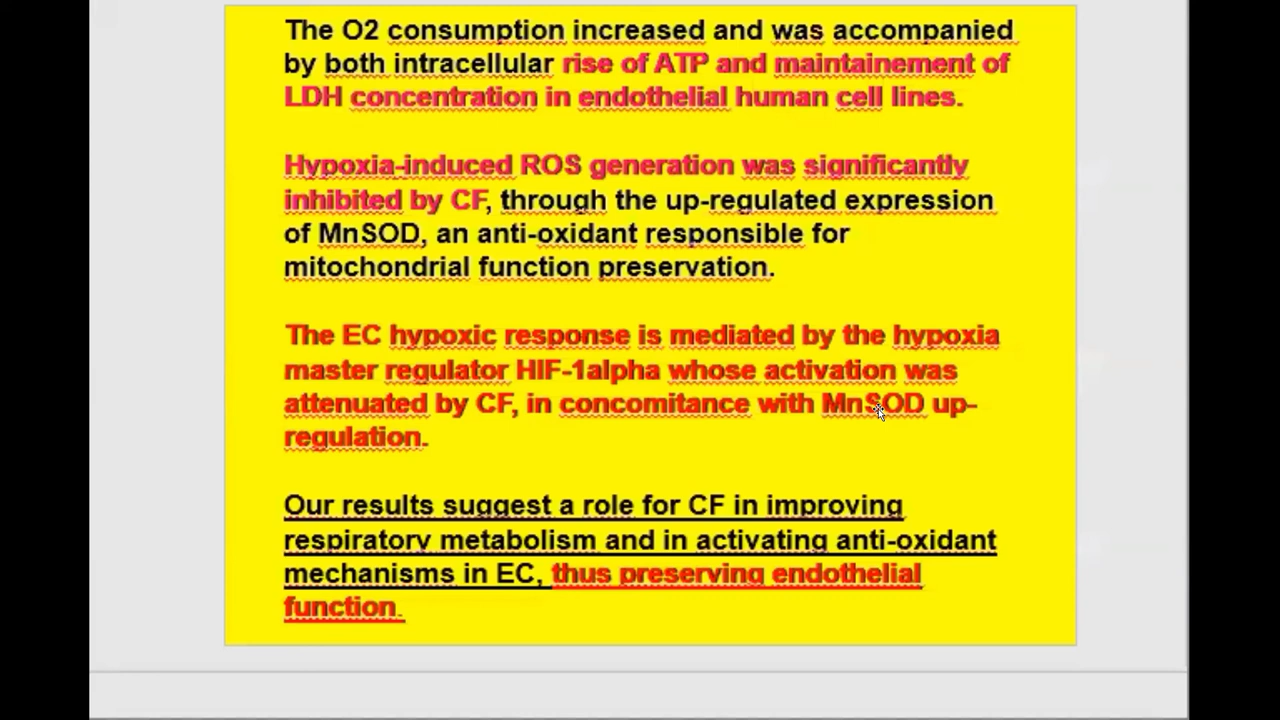 The O2 consumption increased and was accompanied
by both intracellular rise of ATP and maintainement of
LDH concentration in endothelial human cell lines.
Hypoxia-induced ROS generation was significantly
inhibited by CF, through the up-regulated expression
of MnSOD, an anti-oxidant responsible for
mitochondrial function preservation.
The EC hypoxic response is mediated by the hypoxia
master regulator HIF-1alpha whose activation was
attenuated by CF, in concomitance with MnSOD up-
regulation.
Our results suggest a role for CF in improving
respiratory metabolism and in activating anti-oxidant
mechanisms in EC, thus preserving endothelial
function.